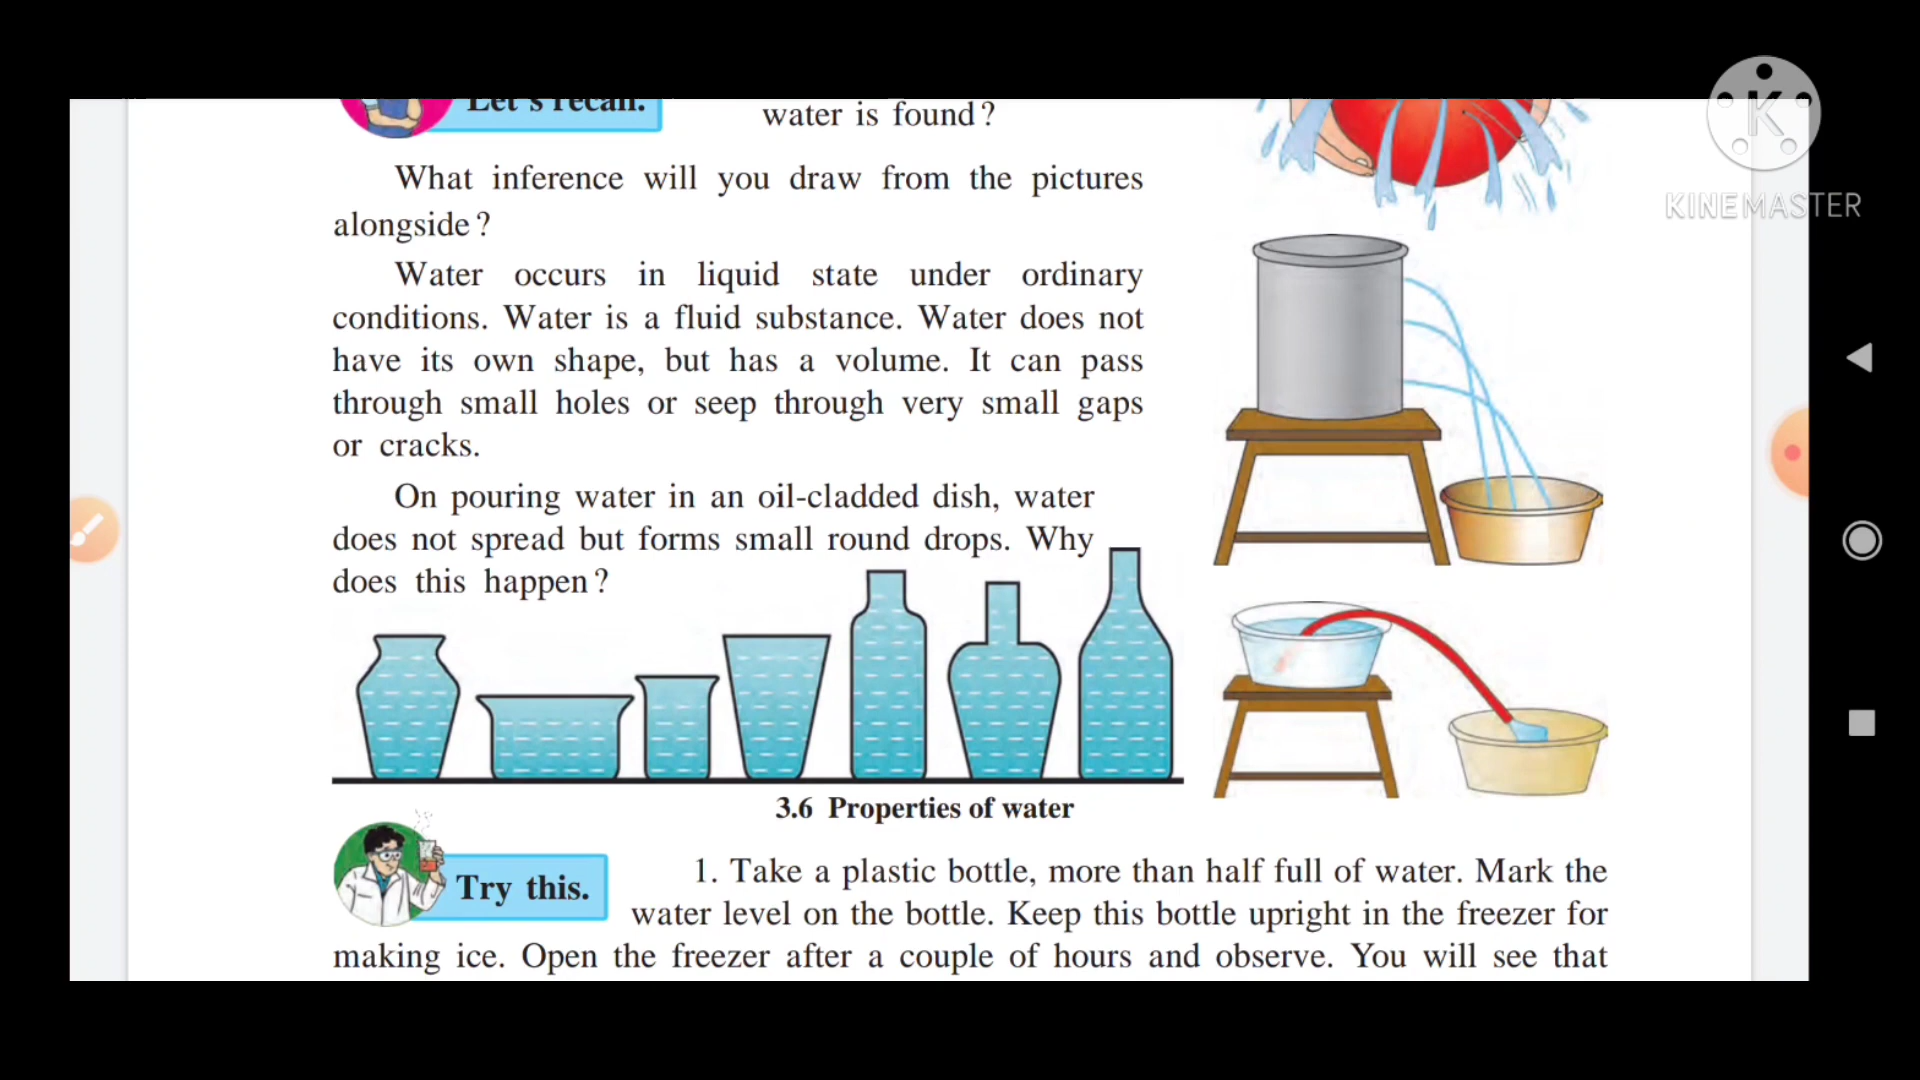 Let's recall.
water is found?
What inference will you draw from the pictures
alongside?
Water occurs in liquid state under ordinary
conditions. Water is a fluid substance. Water does not
have its own shape, but has a volume. It can pass
through small holes or seep through very small gaps
or cracks.
On pouring water in an oil-cladded dish, water
does not spread but forms small round drops. Why
does this happen?
3.6 Properties of water
Try this.
1. Take a plastic bottle, more than half full of water. Mark the
water level on the bottle. Keep this bottle upright in the freezer for
making ice. Open the freezer after a couple of hours and observe. You will see that
K
KINEMASTER